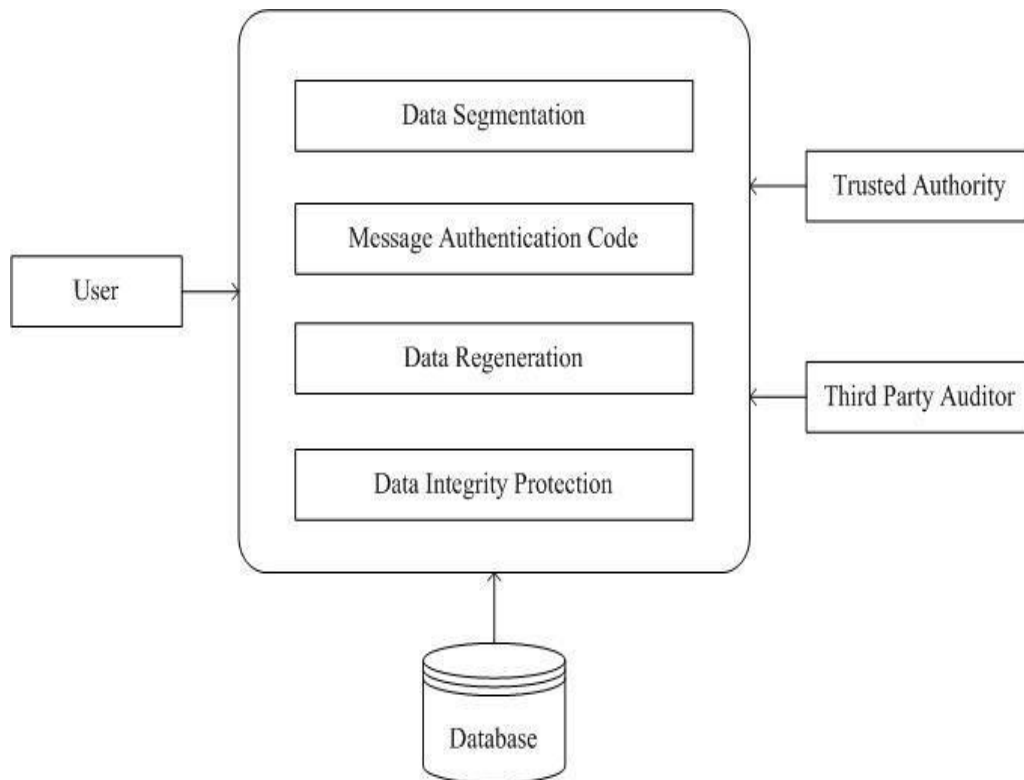 Data Segmentation
Trusted Authority
Message Authentication Code
User
Data Regeneration
Third Party Auditor
Data Integrity Protection
Database